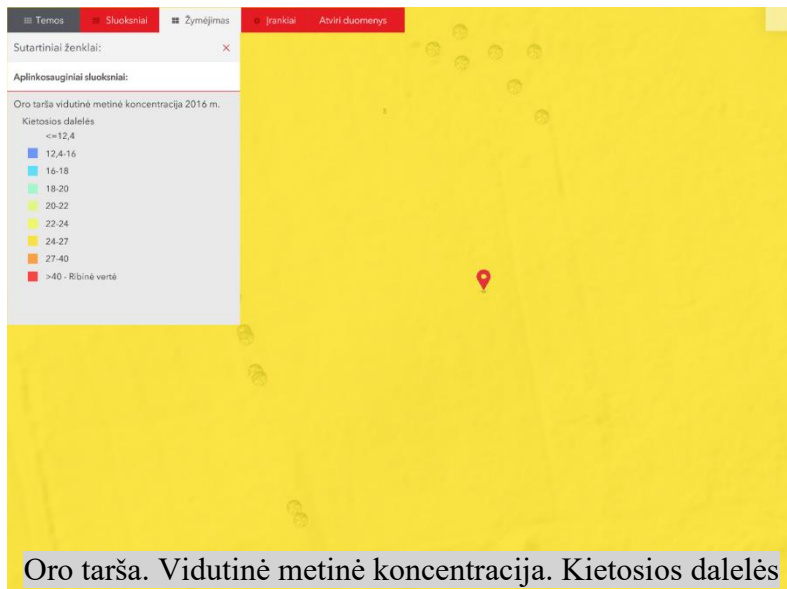 Temos Sluoksniai Žymėjimas Įrankiai Atviri duomenys
Sutartiniai ženklai:
Aplinkosauginiai sluoksniai:
Oro tarša vidutinė metinė koncentracija 2016 m.
Kietosios dalelės
<=12,4
12,4-16
16-18
18-20
20-22
22-24
24-27
27-40
>40 - Ribinė vertė
Oro tarša. Vidutinė metinė koncentracija. Kietosios dalelės